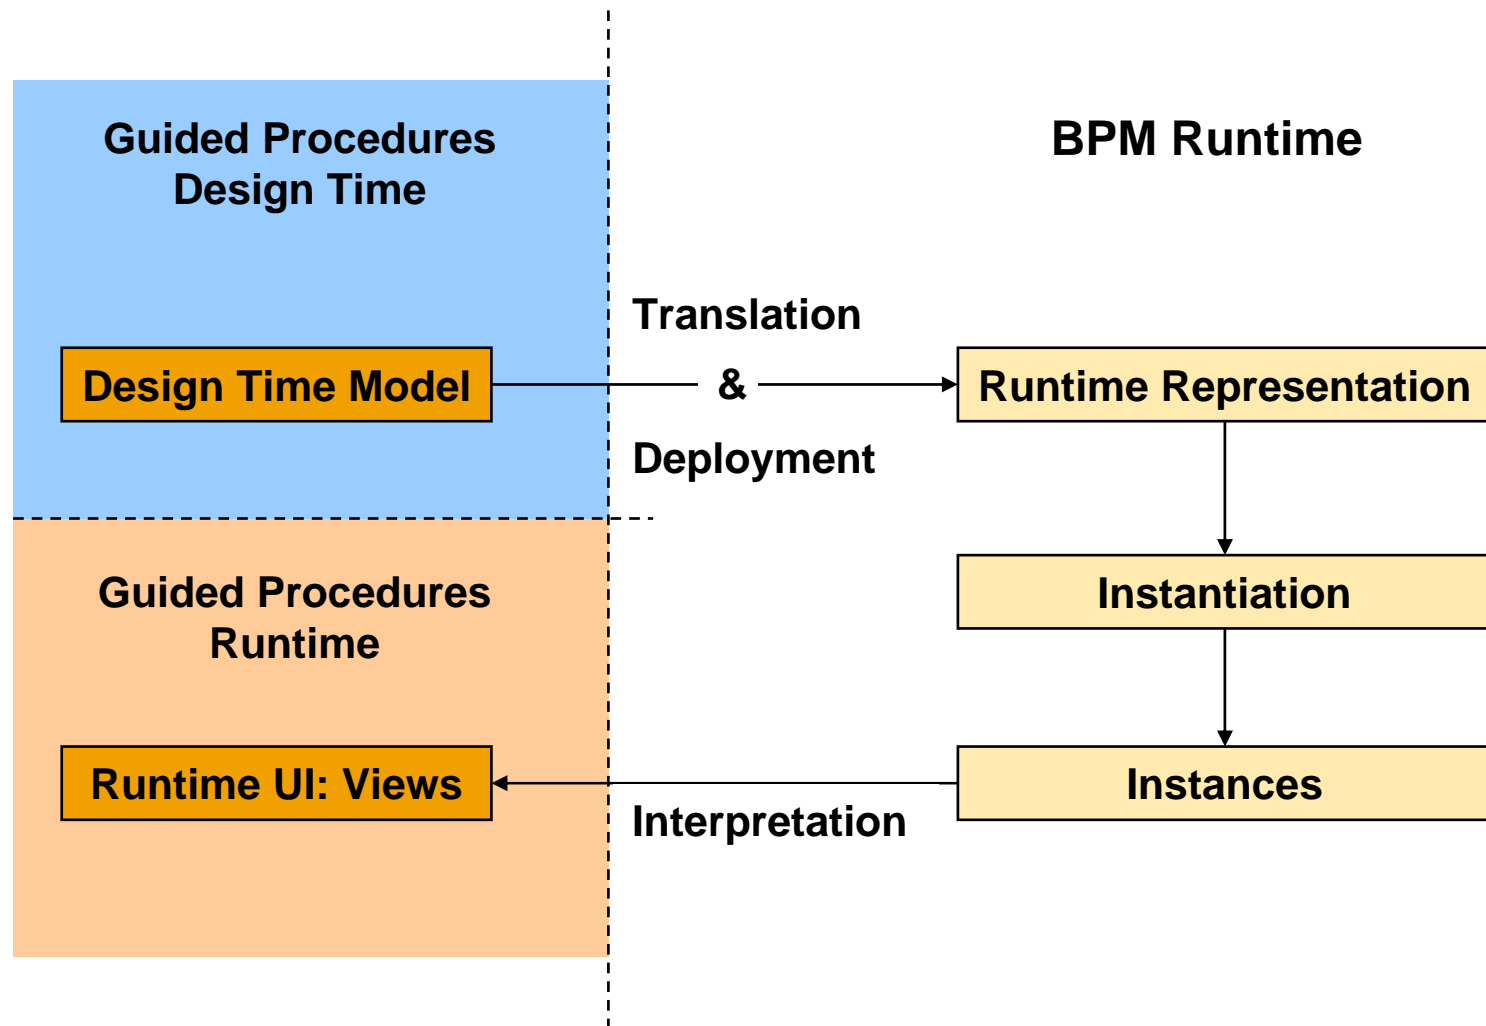 Guided Procedures
Design Time
BPM Runtime
Translation
Design Time Model
&
Runtime Representation
Deployment
Guided Procedures
Runtime
Instantiation
Runtime UI: Views
Instances
Interpretation